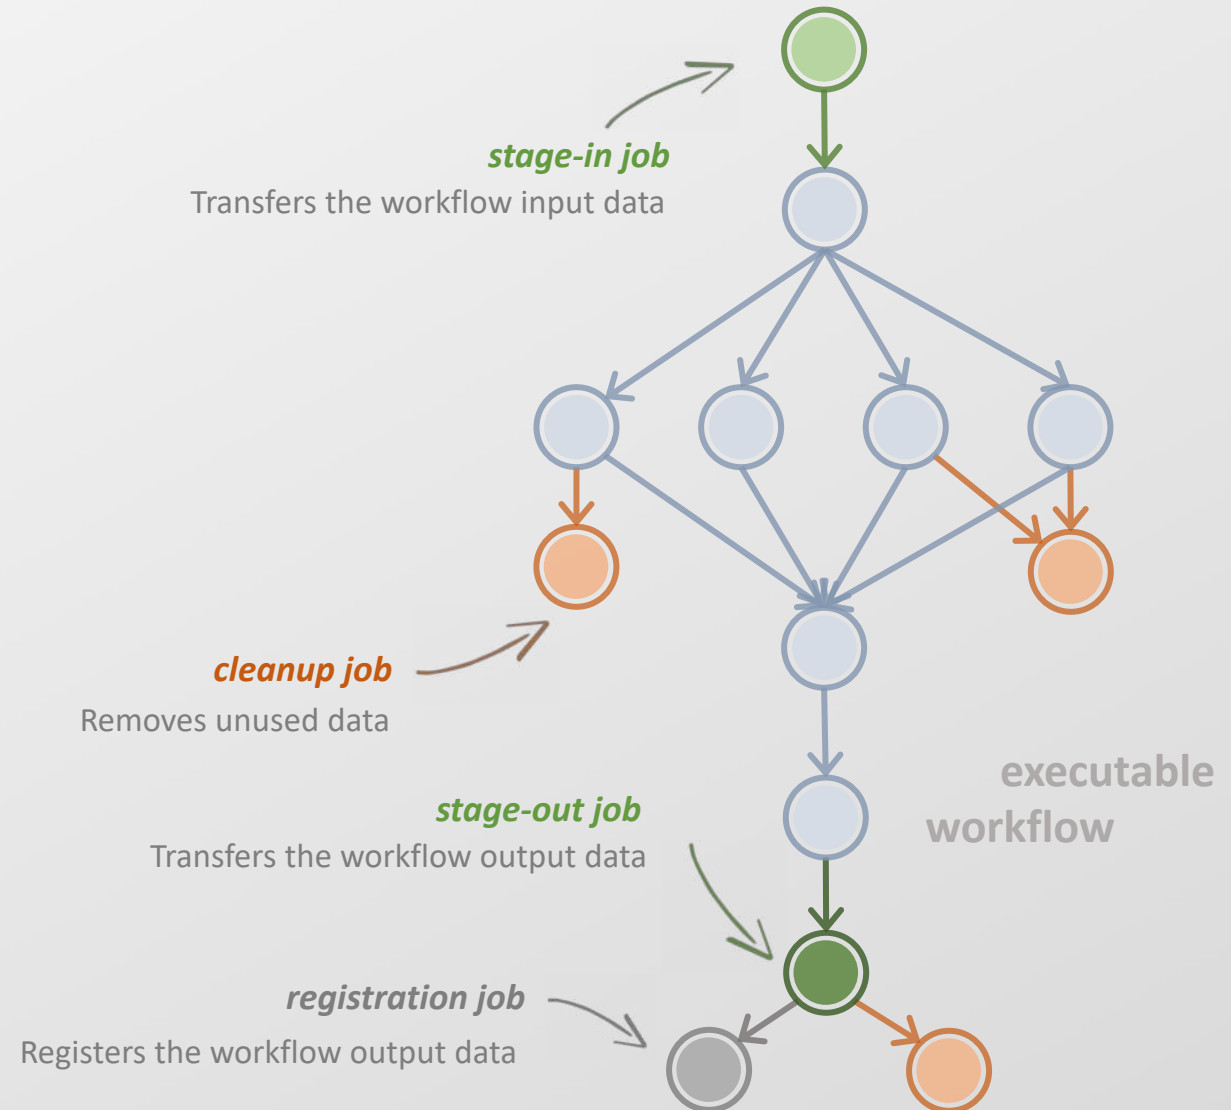 stage-in job
Transfers the workflow input data
cleanup job
Removes unused data
executable
workflow
stage-out job
Transfers the workflow output data
registration job
Registers the workflow output data